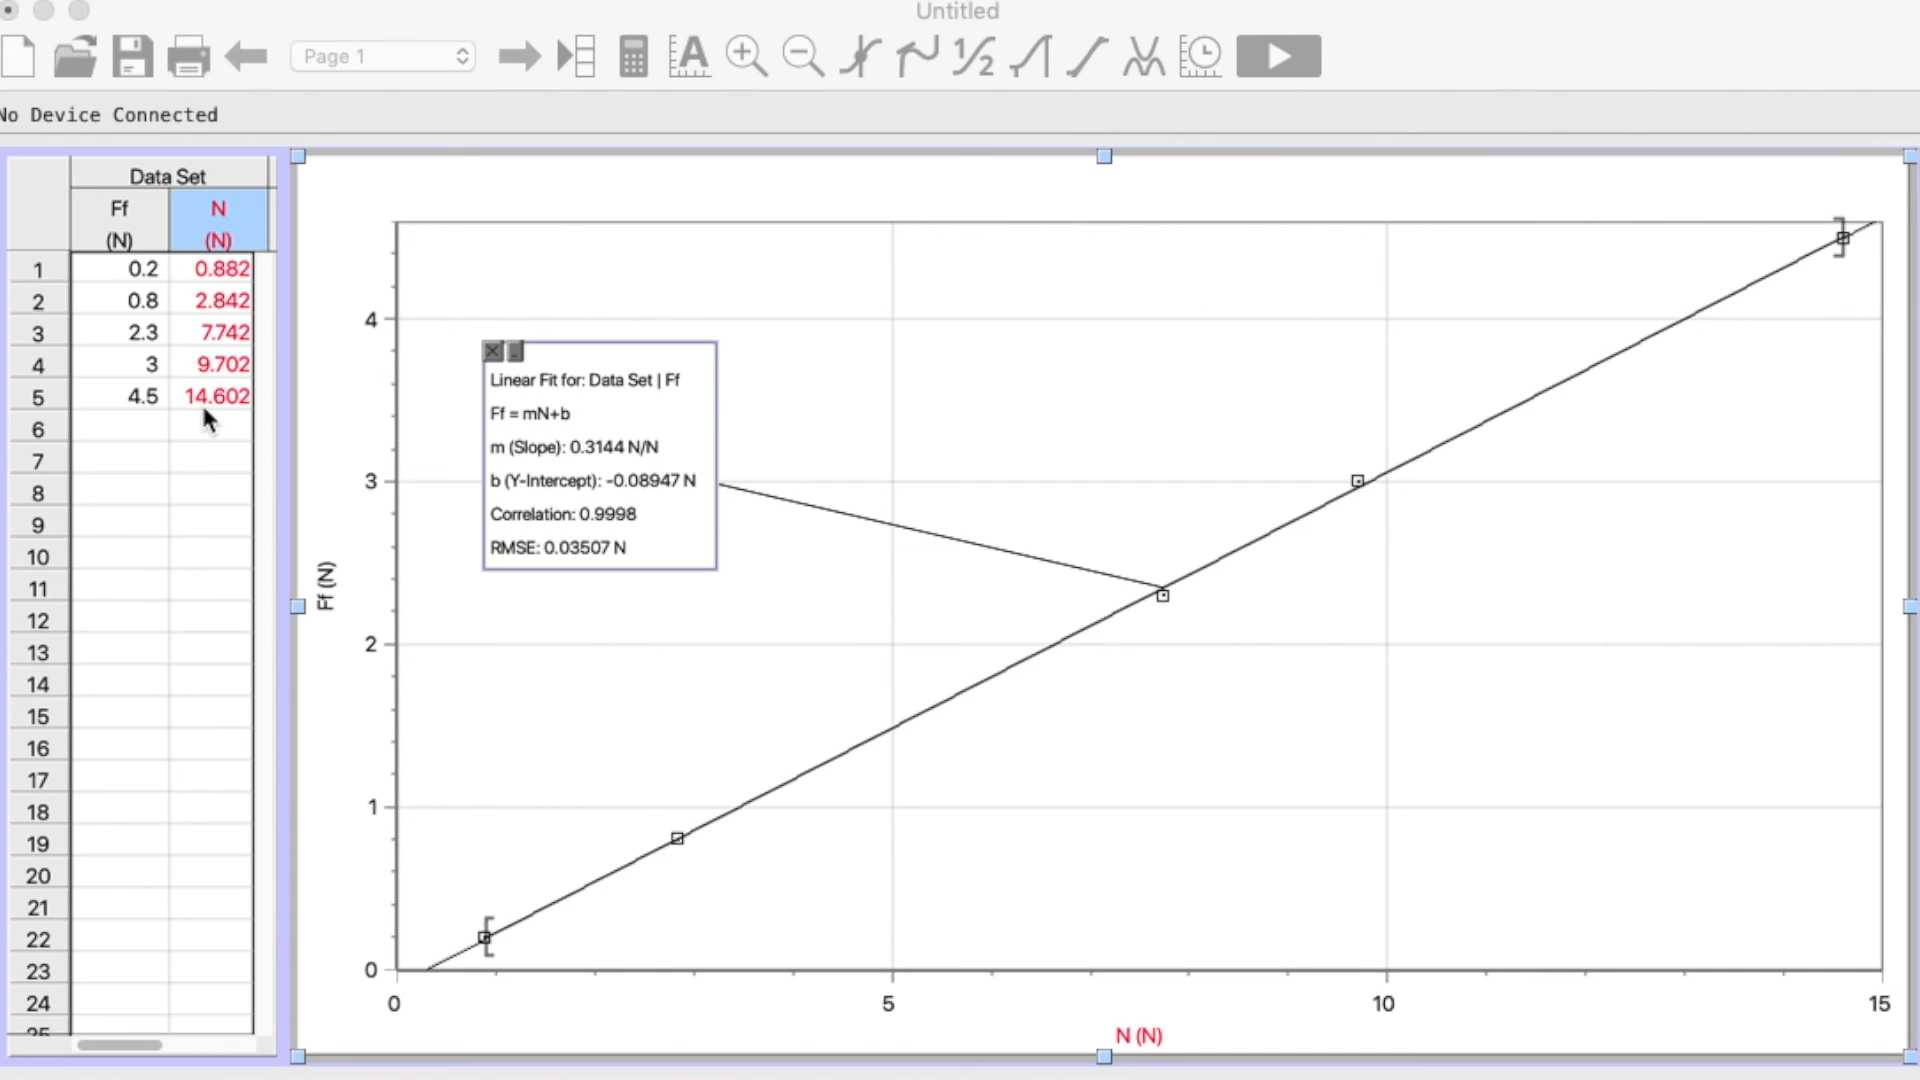 Untitled
Page 1
No Device Connected
Data Set
Ff N
(N) (N)
1 0.2 0.882
2 0.8 2.842
3 2.3 7.742
4 3 9.702
5 4.5 14.602
6
7
8
9
10
11
12
13
14
15
16
17
18
19
20
21
22
23
24
25
Linear Fit for: Data Set | Ff
Ff = mN+b
m (Slope): 0.3144 N/N
b (Y-Intercept): -0.08947 N
Correlation: 0.9998
RMSE: 0.03507 N
Ff (N)
4
3
2
1
0
0 5 10 15
N (N)